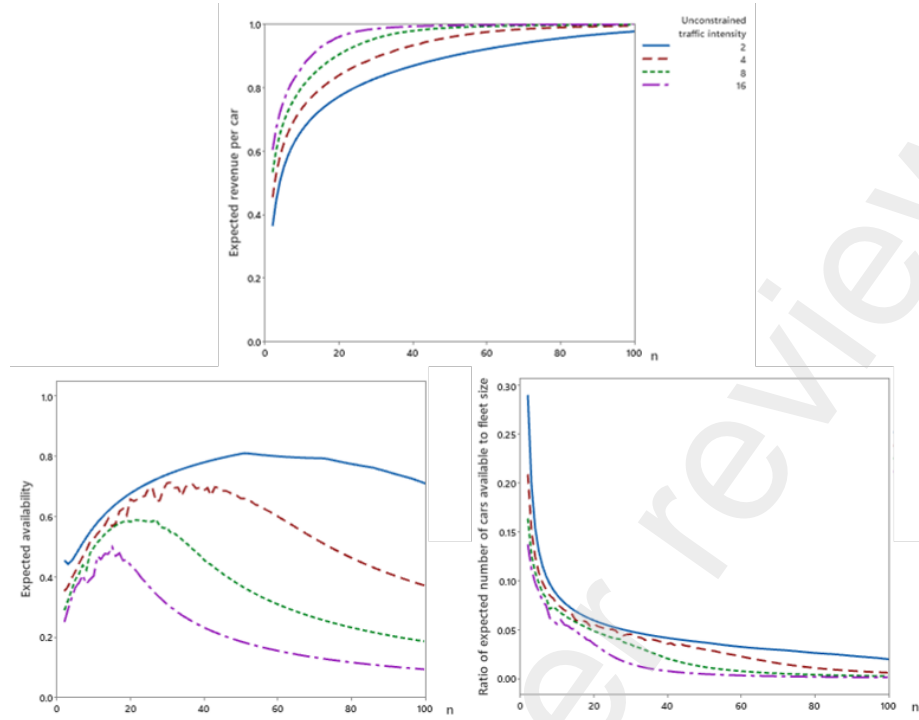 Unconstrained
traffic intensity
2
4
8
16
Expected revenue per car
1.0
0.8
0.6
0.4
0.2
0.0
0 20 40 60 80 100 n
Expected availability
1.0
0.8
0.6
0.4
0.2
0.0
0 20 40 60 80 100 n
Ratio of expected number of cars available to fleet size
0.30
0.25
0.20
0.15
0.10
0.05
0.00
0 20 40 60 80 100 n
er review